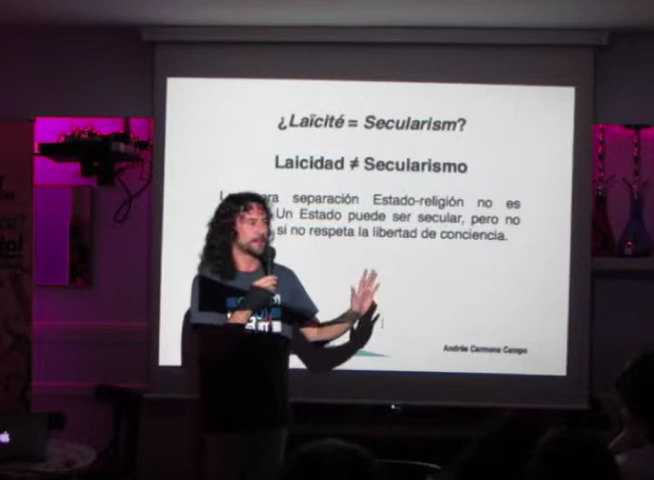 ¿Laïcité = Secularism?
Laicidad ≠ Secularismo
separación Estado-religión no es
Un Estado puede ser secular, pero no
si no respeta la libertad de conciencia.
Andrés Carmona Campo